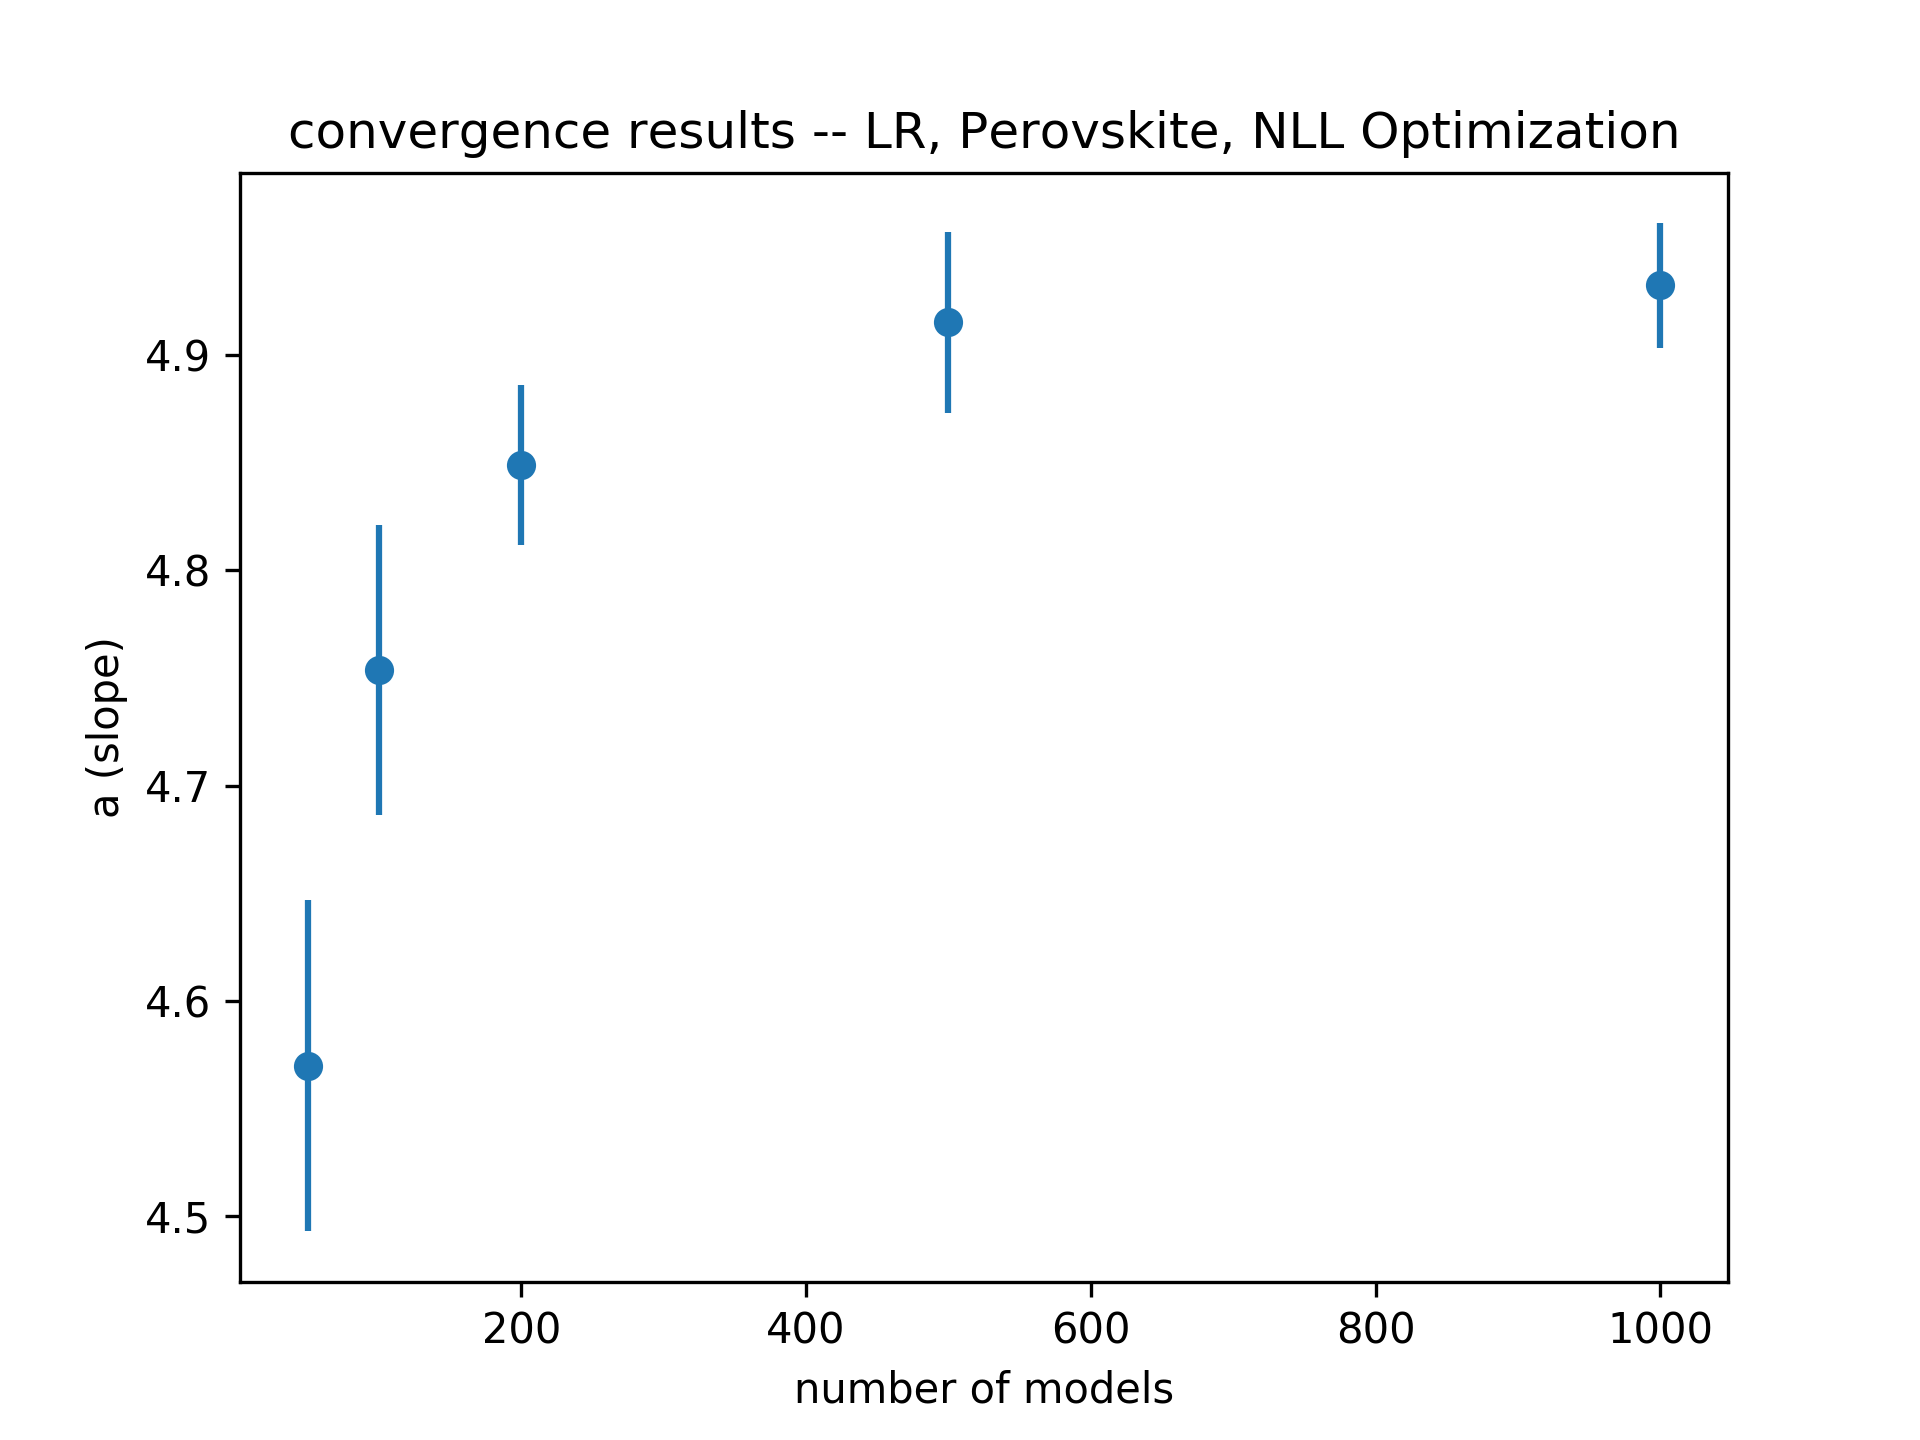 convergence results -- LR, Perovskite, NLL Optimization
a (slope)
4.9
4.8
4.7
4.6
4.5
200 400 600 800 1000
number of models